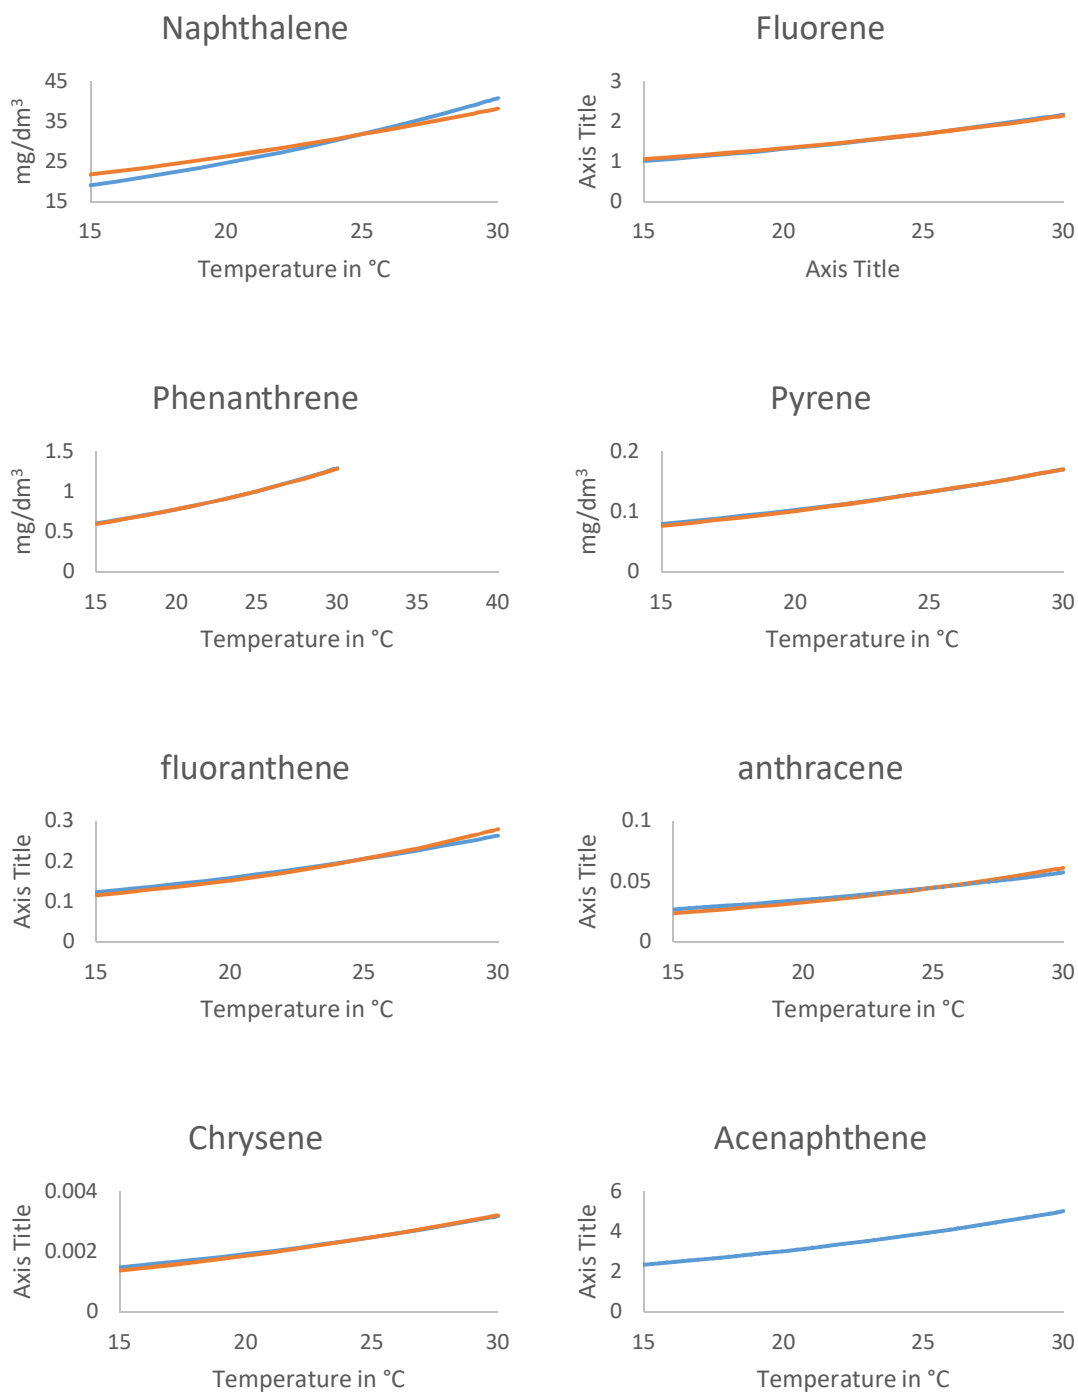 Naphthalene
mg/dm³
45
35
25
15
15 20 25 30
Temperature in °C
Fluorene
Axis Title
3
2
1
0
15 20 25 30
Axis Title
Phenanthrene
mg/dm³
1.5
1
0.5
0
15 20 25 30 35 40
Temperature in °C
Pyrene
mg/dm³
0.2
0.1
0
15 20 25 30
Temperature in °C
fluoranthene
Axis Title
0.3
0.2
0.1
0
15 20 25 30
Temperature in °C
anthracene
Axis Title
0.1
0.05
0
15 20 25 30
Temperature in °C
Chrysene
Axis Title
0.004
0.002
0
15 20 25 30
Temperature in °C
Acenaphthene
Axis Title
6
4
2
0
15 20 25 30
Temperature in °C